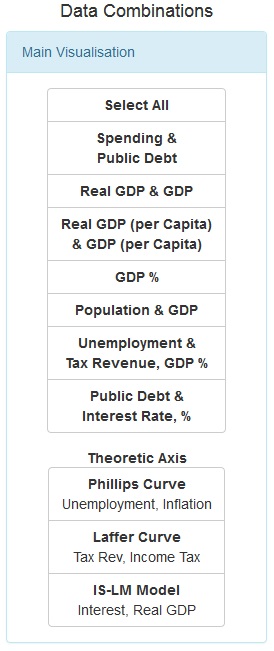 Data Combinations
Main Visualisation
Select All
Spending &
Public Debt
Real GDP & GDP
Real GDP (per Capita)
& GDP (per Capita)
GDP %
Population & GDP
Unemployment &
Tax Revenue, GDP %
Public Debt &
Interest Rate, %
Theoretic Axis
Phillips Curve
Unemployment, Inflation
Laffer Curve
Tax Rev, Income Tax
IS-LM Model
Interest, Real GDP